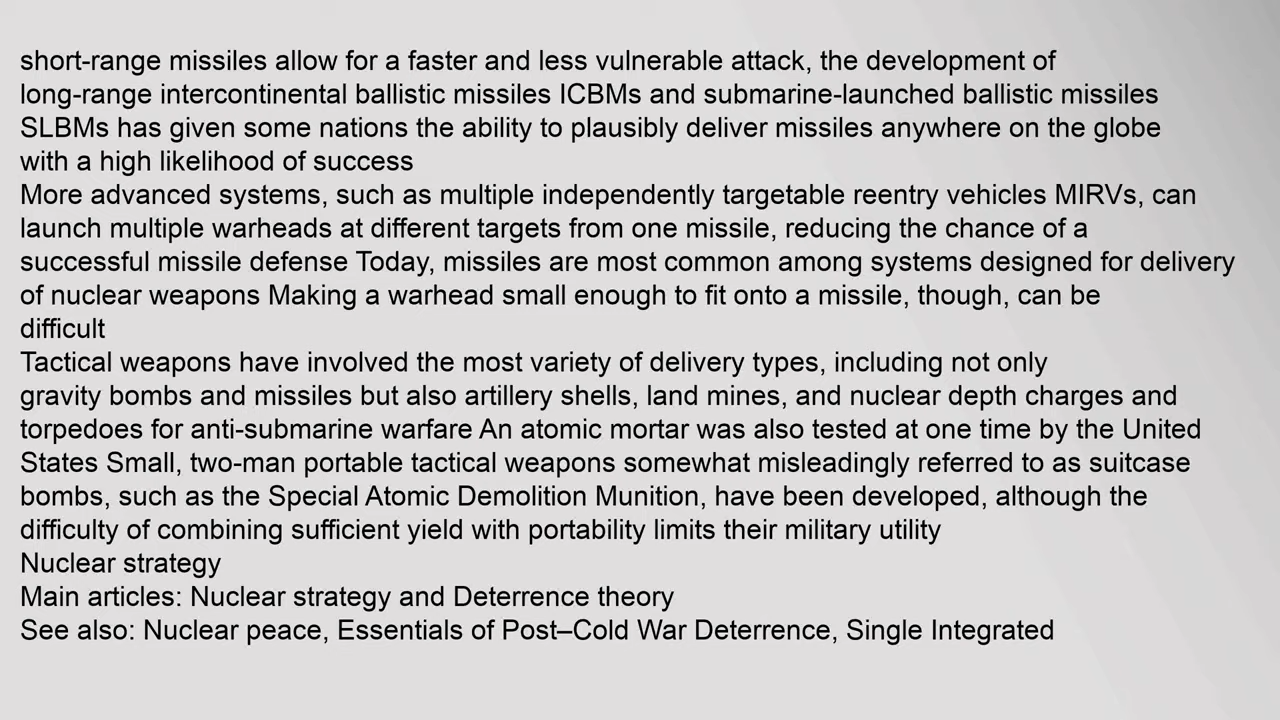 short-range missiles allow for a faster and less vulnerable attack, the development of
long-range intercontinental ballistic missiles ICBMs and submarine-launched ballistic missiles
SLBMs has given some nations the ability to plausibly deliver missiles anywhere on the globe
with a high likelihood of success
More advanced systems, such as multiple independently targetable reentry vehicles MIRVs, can
launch multiple warheads at different targets from one missile, reducing the chance of a
successful missile defense Today, missiles are most common among systems designed for delivery
of nuclear weapons Making a warhead small enough to fit onto a missile, though, can be
difficult
Tactical weapons have involved the most variety of delivery types, including not only
gravity bombs and missiles but also artillery shells, land mines, and nuclear depth charges and
torpedoes for anti-submarine warfare An atomic mortar was also tested at one time by the United
States Small, two-man portable tactical weapons somewhat misleadingly referred to as suitcase
bombs, such as the Special Atomic Demolition Munition, have been developed, although the
difficulty of combining sufficient yield with portability limits their military utility
Nuclear strategy
Main articles: Nuclear strategy and Deterrence theory
See also: Nuclear peace, Essentials of Post–Cold War Deterrence, Single Integrated